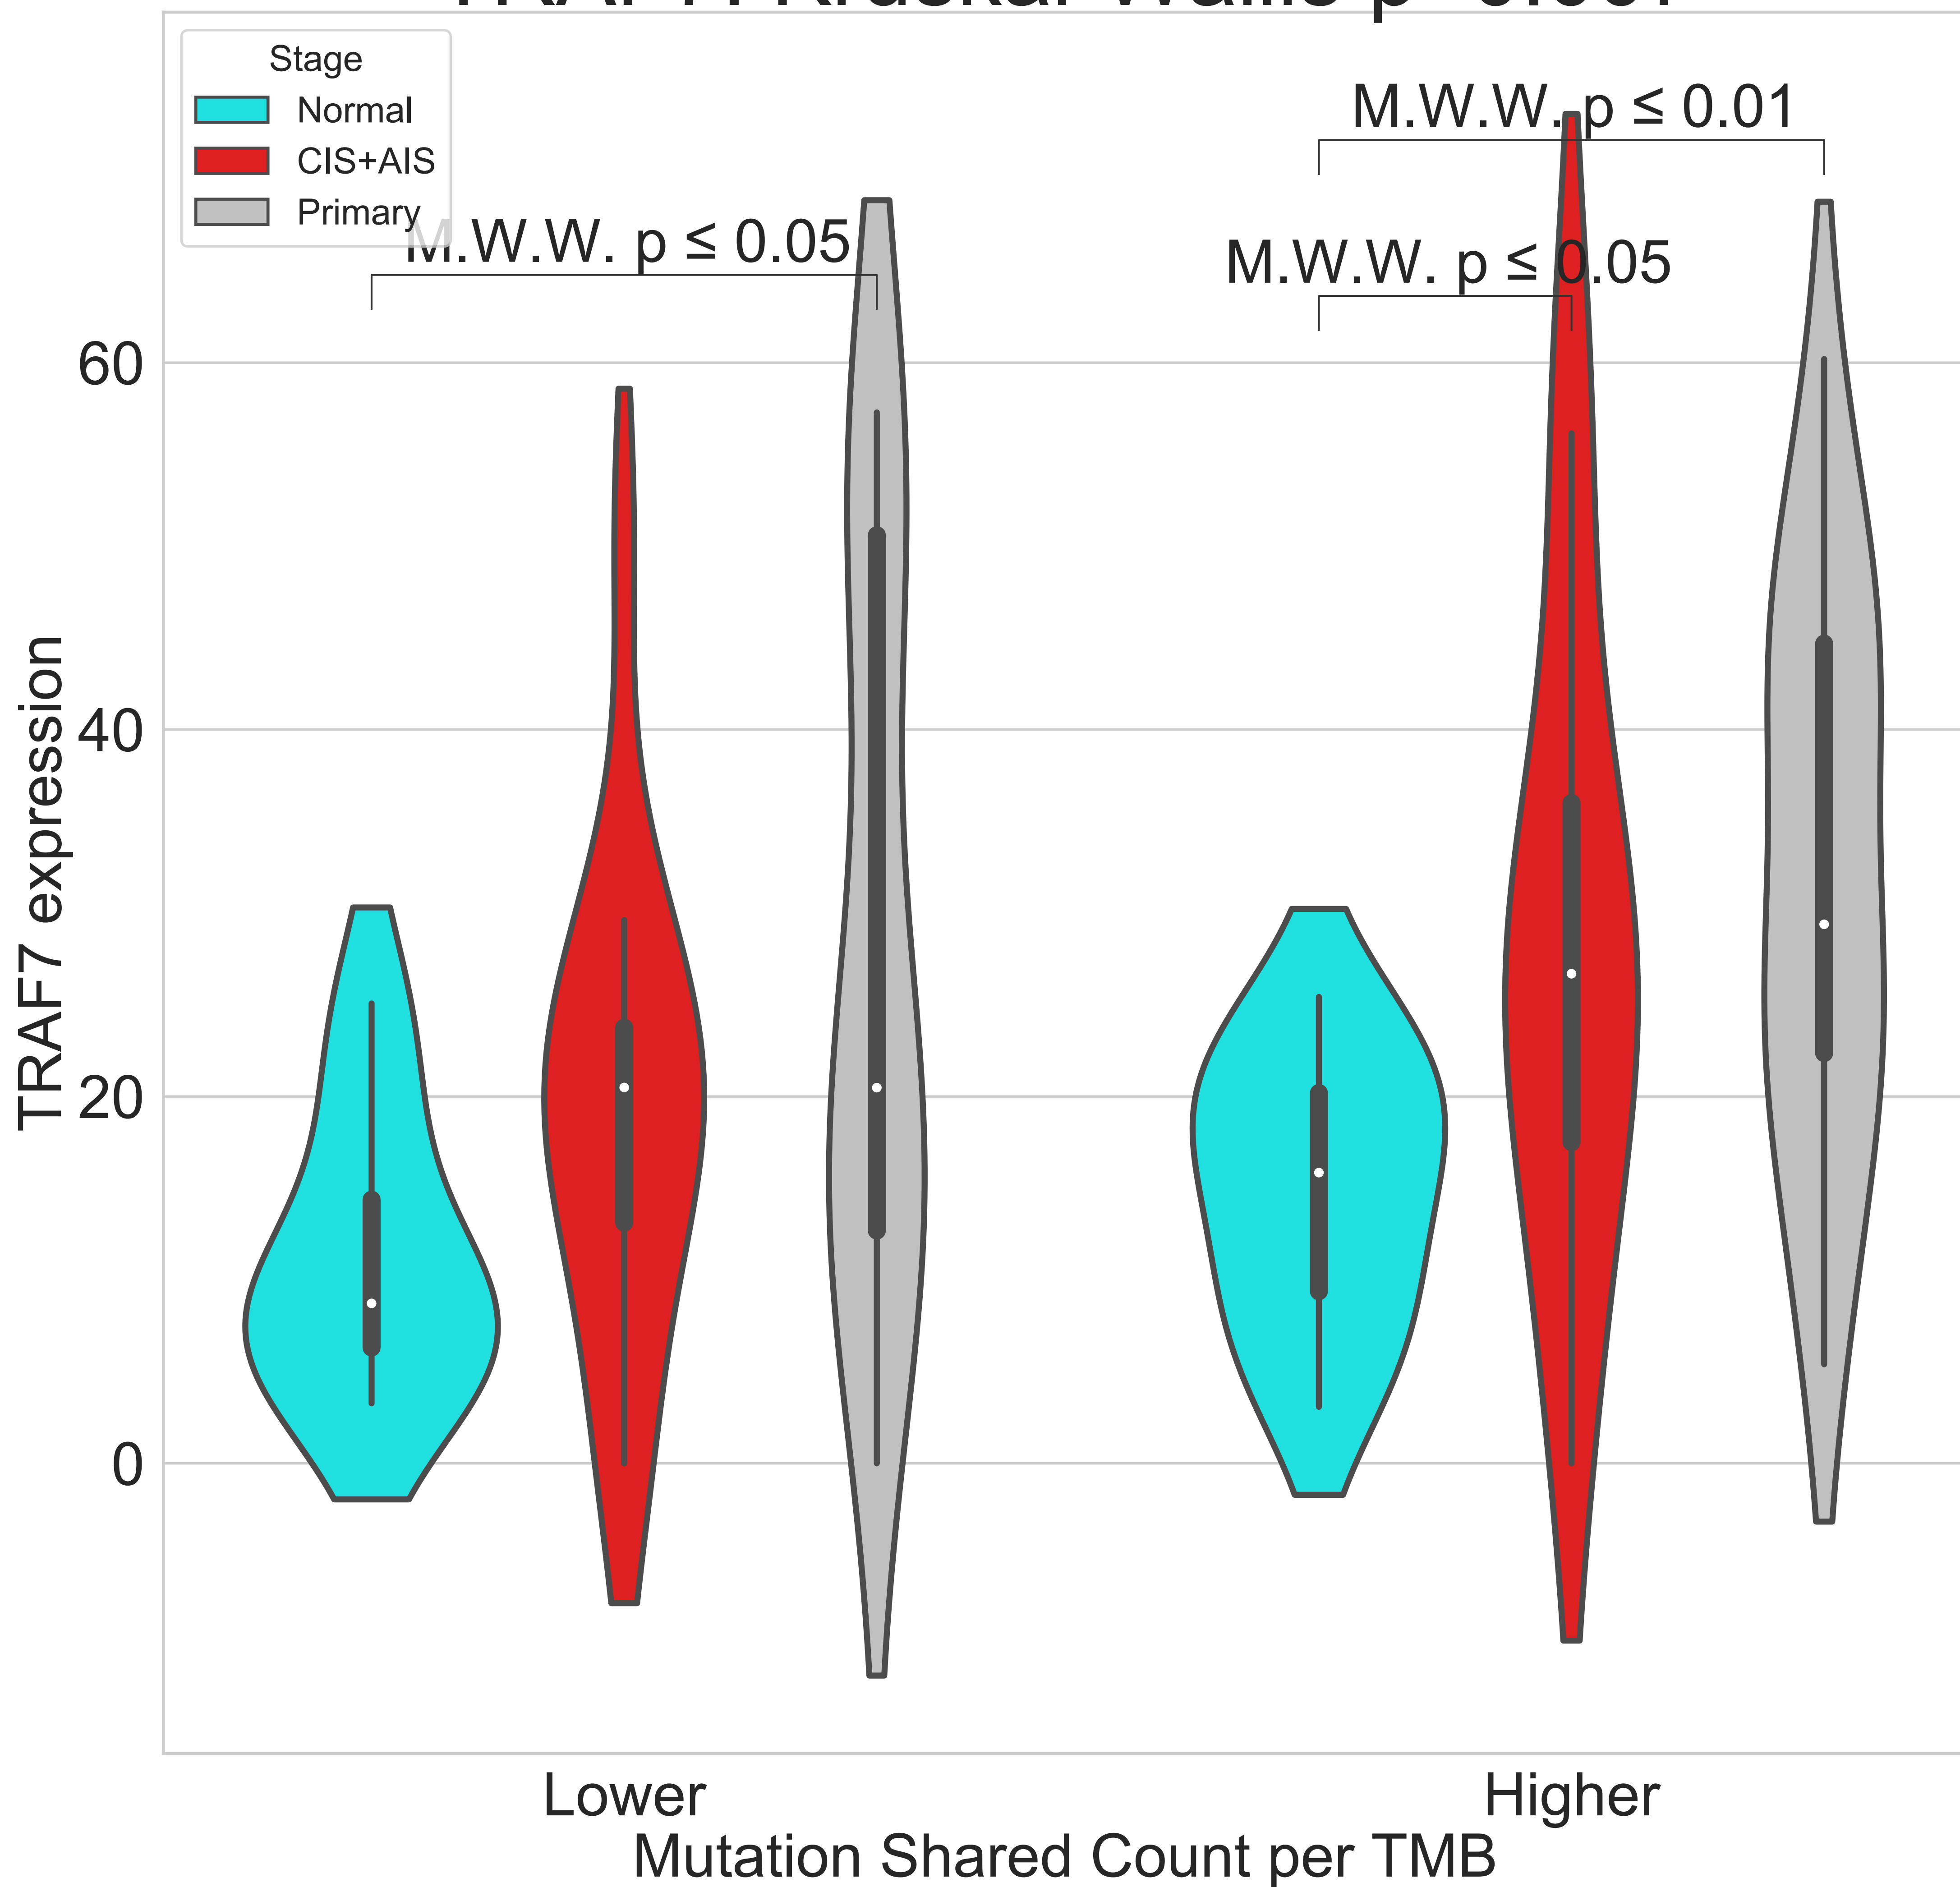 Stage
Normal
CIS+AIS
Primary
M.W.W. p ≤ 0.01
M.W.W. p ≤ 0.05
M.W.W. p ≤ 0.05
60
40
20
0
TRAF7 expression
Lower
Higher
Mutation Shared Count per TMB